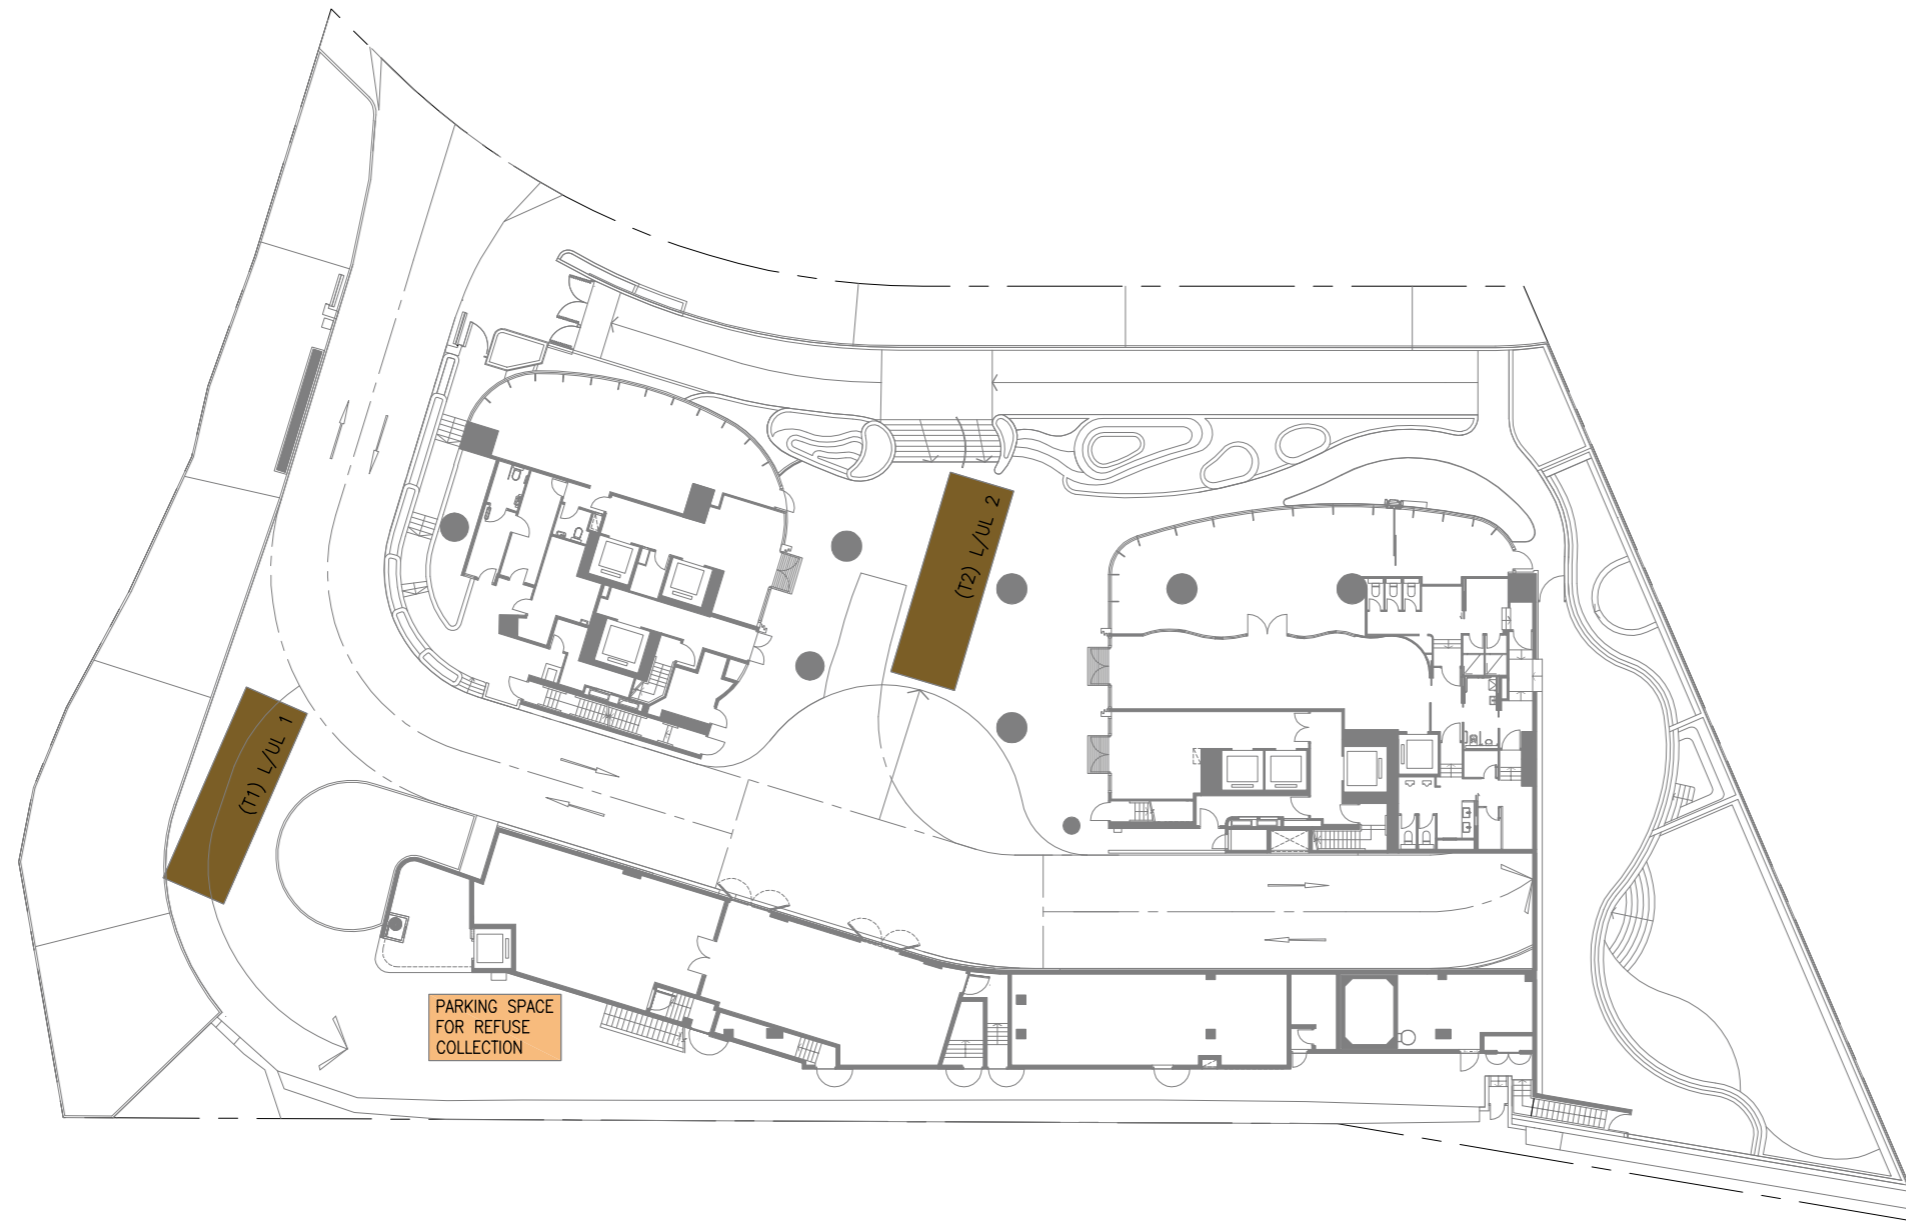 (T2) L/UL 2
(T1) L/UL 1
PARKING SPACE
FOR REFUSE
COLLECTION